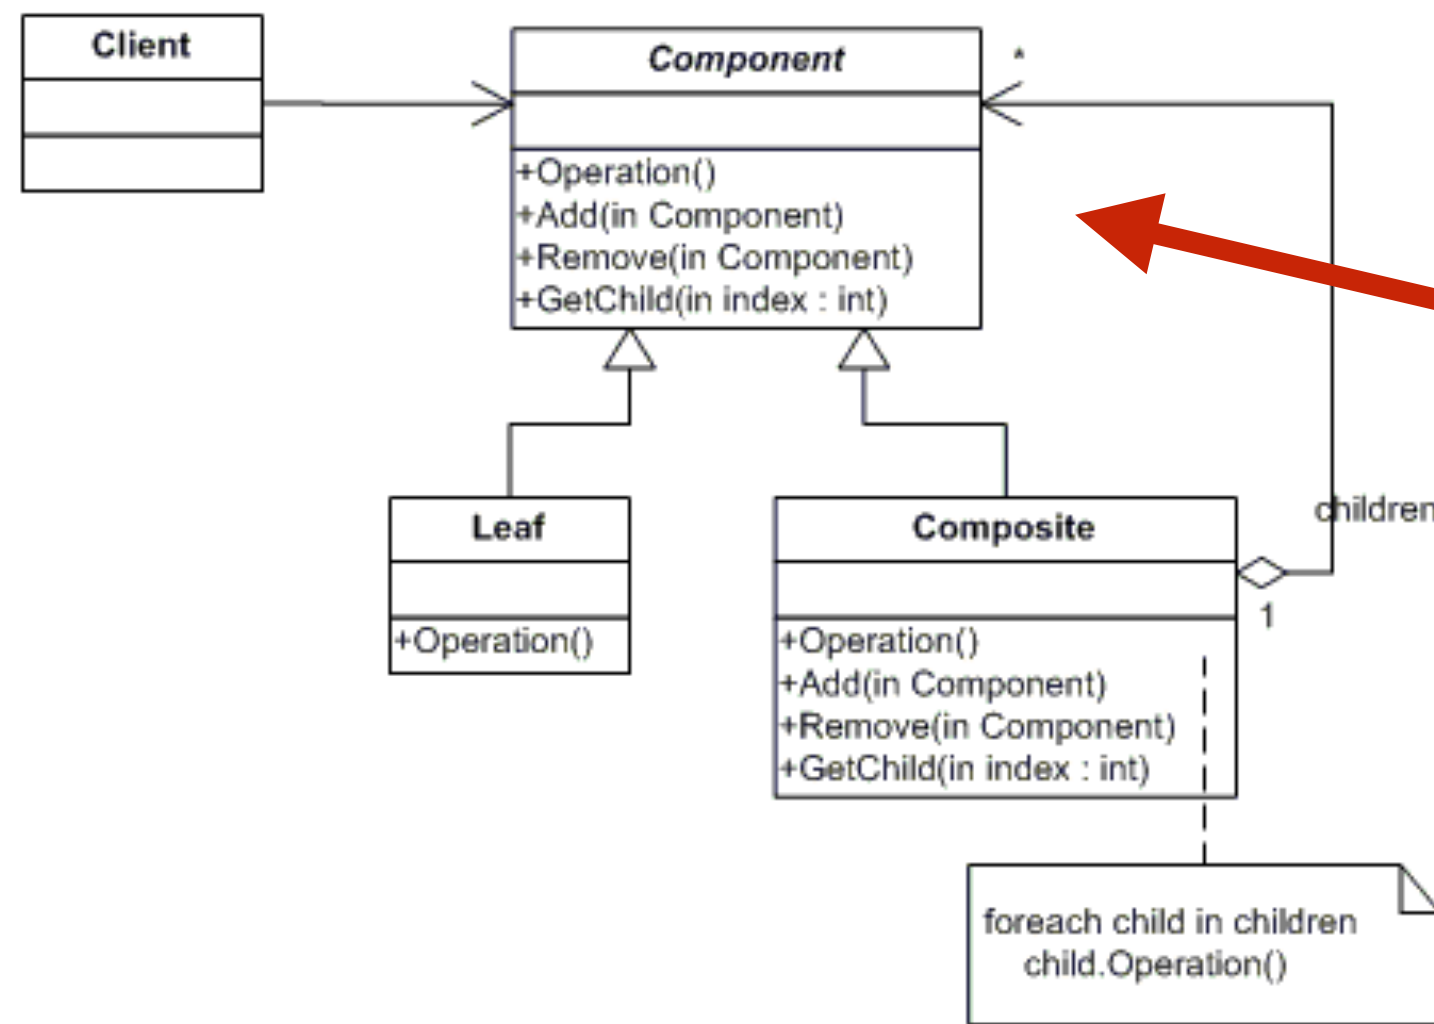 Client
Component
*
+Operation()
+Add(in Component)
+Remove(in Component)
+GetChild(in index : int)
children
Leaf
+Operation()
Composite
1
+Operation()
+Add(in Component)
+Remove(in Component)
+GetChild(in index : int)
foreach child in children
child.Operation()